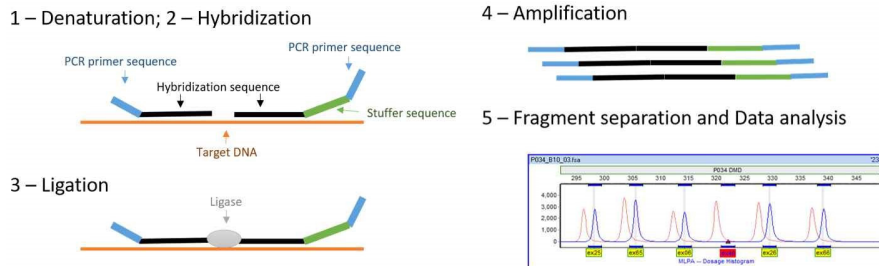 1 – Denaturation; 2 – Hybridization
PCR primer sequence
PCR primer sequence
Hybridization sequence
Stuffer sequence
Target DNA
3 – Ligation
Ligase
4 – Amplification
5 – Fragment separation and Data analysis
P034_B10_03.fsa
P034 DMD
295 300 305 310 315 320 325 330 335 340 345
4,000
3,000
2,000
1,000
0
ex25 ex65 ex06 ex26 ex66
MLPA -- Dosage Histogram